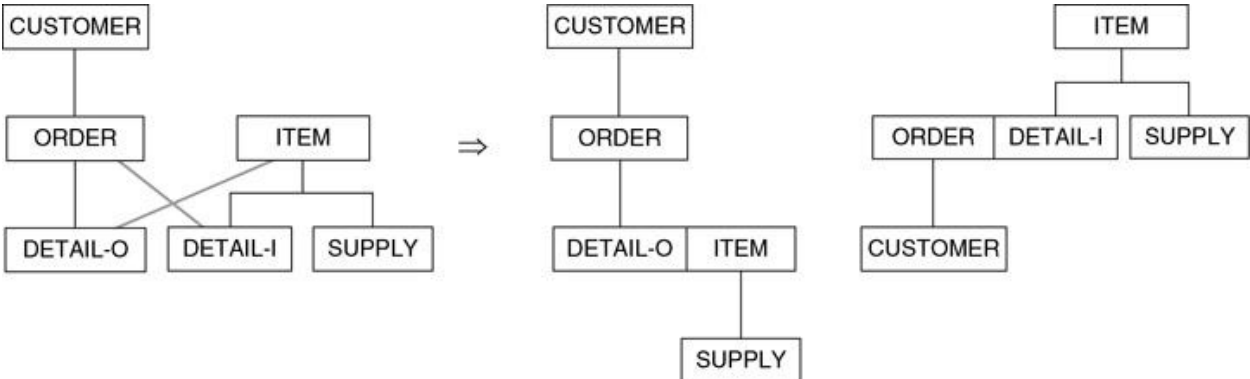 CUSTOMER
ORDER
ITEM
DETAIL-O
DETAIL-I
SUPPLY
⇒
CUSTOMER
ORDER
DETAIL-O
ITEM
SUPPLY
ITEM
ORDER
DETAIL-I
SUPPLY
CUSTOMER